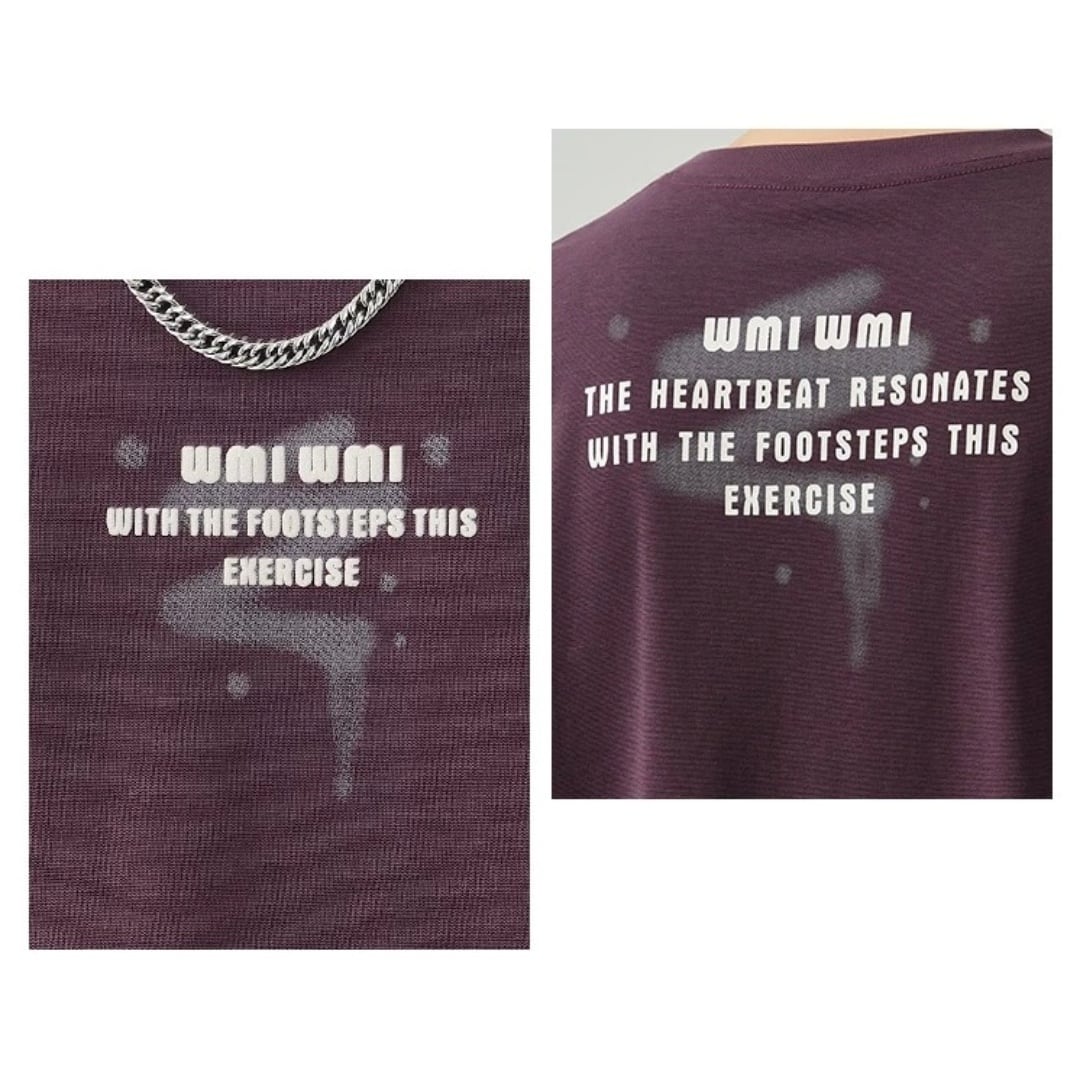 WMI WMI
WITH THE FOOTSTEPS THIS
EXERCISE
WMI WMI
THE HEARTBEAT RESONATES
WITH THE FOOTSTEPS THIS
EXERCISE